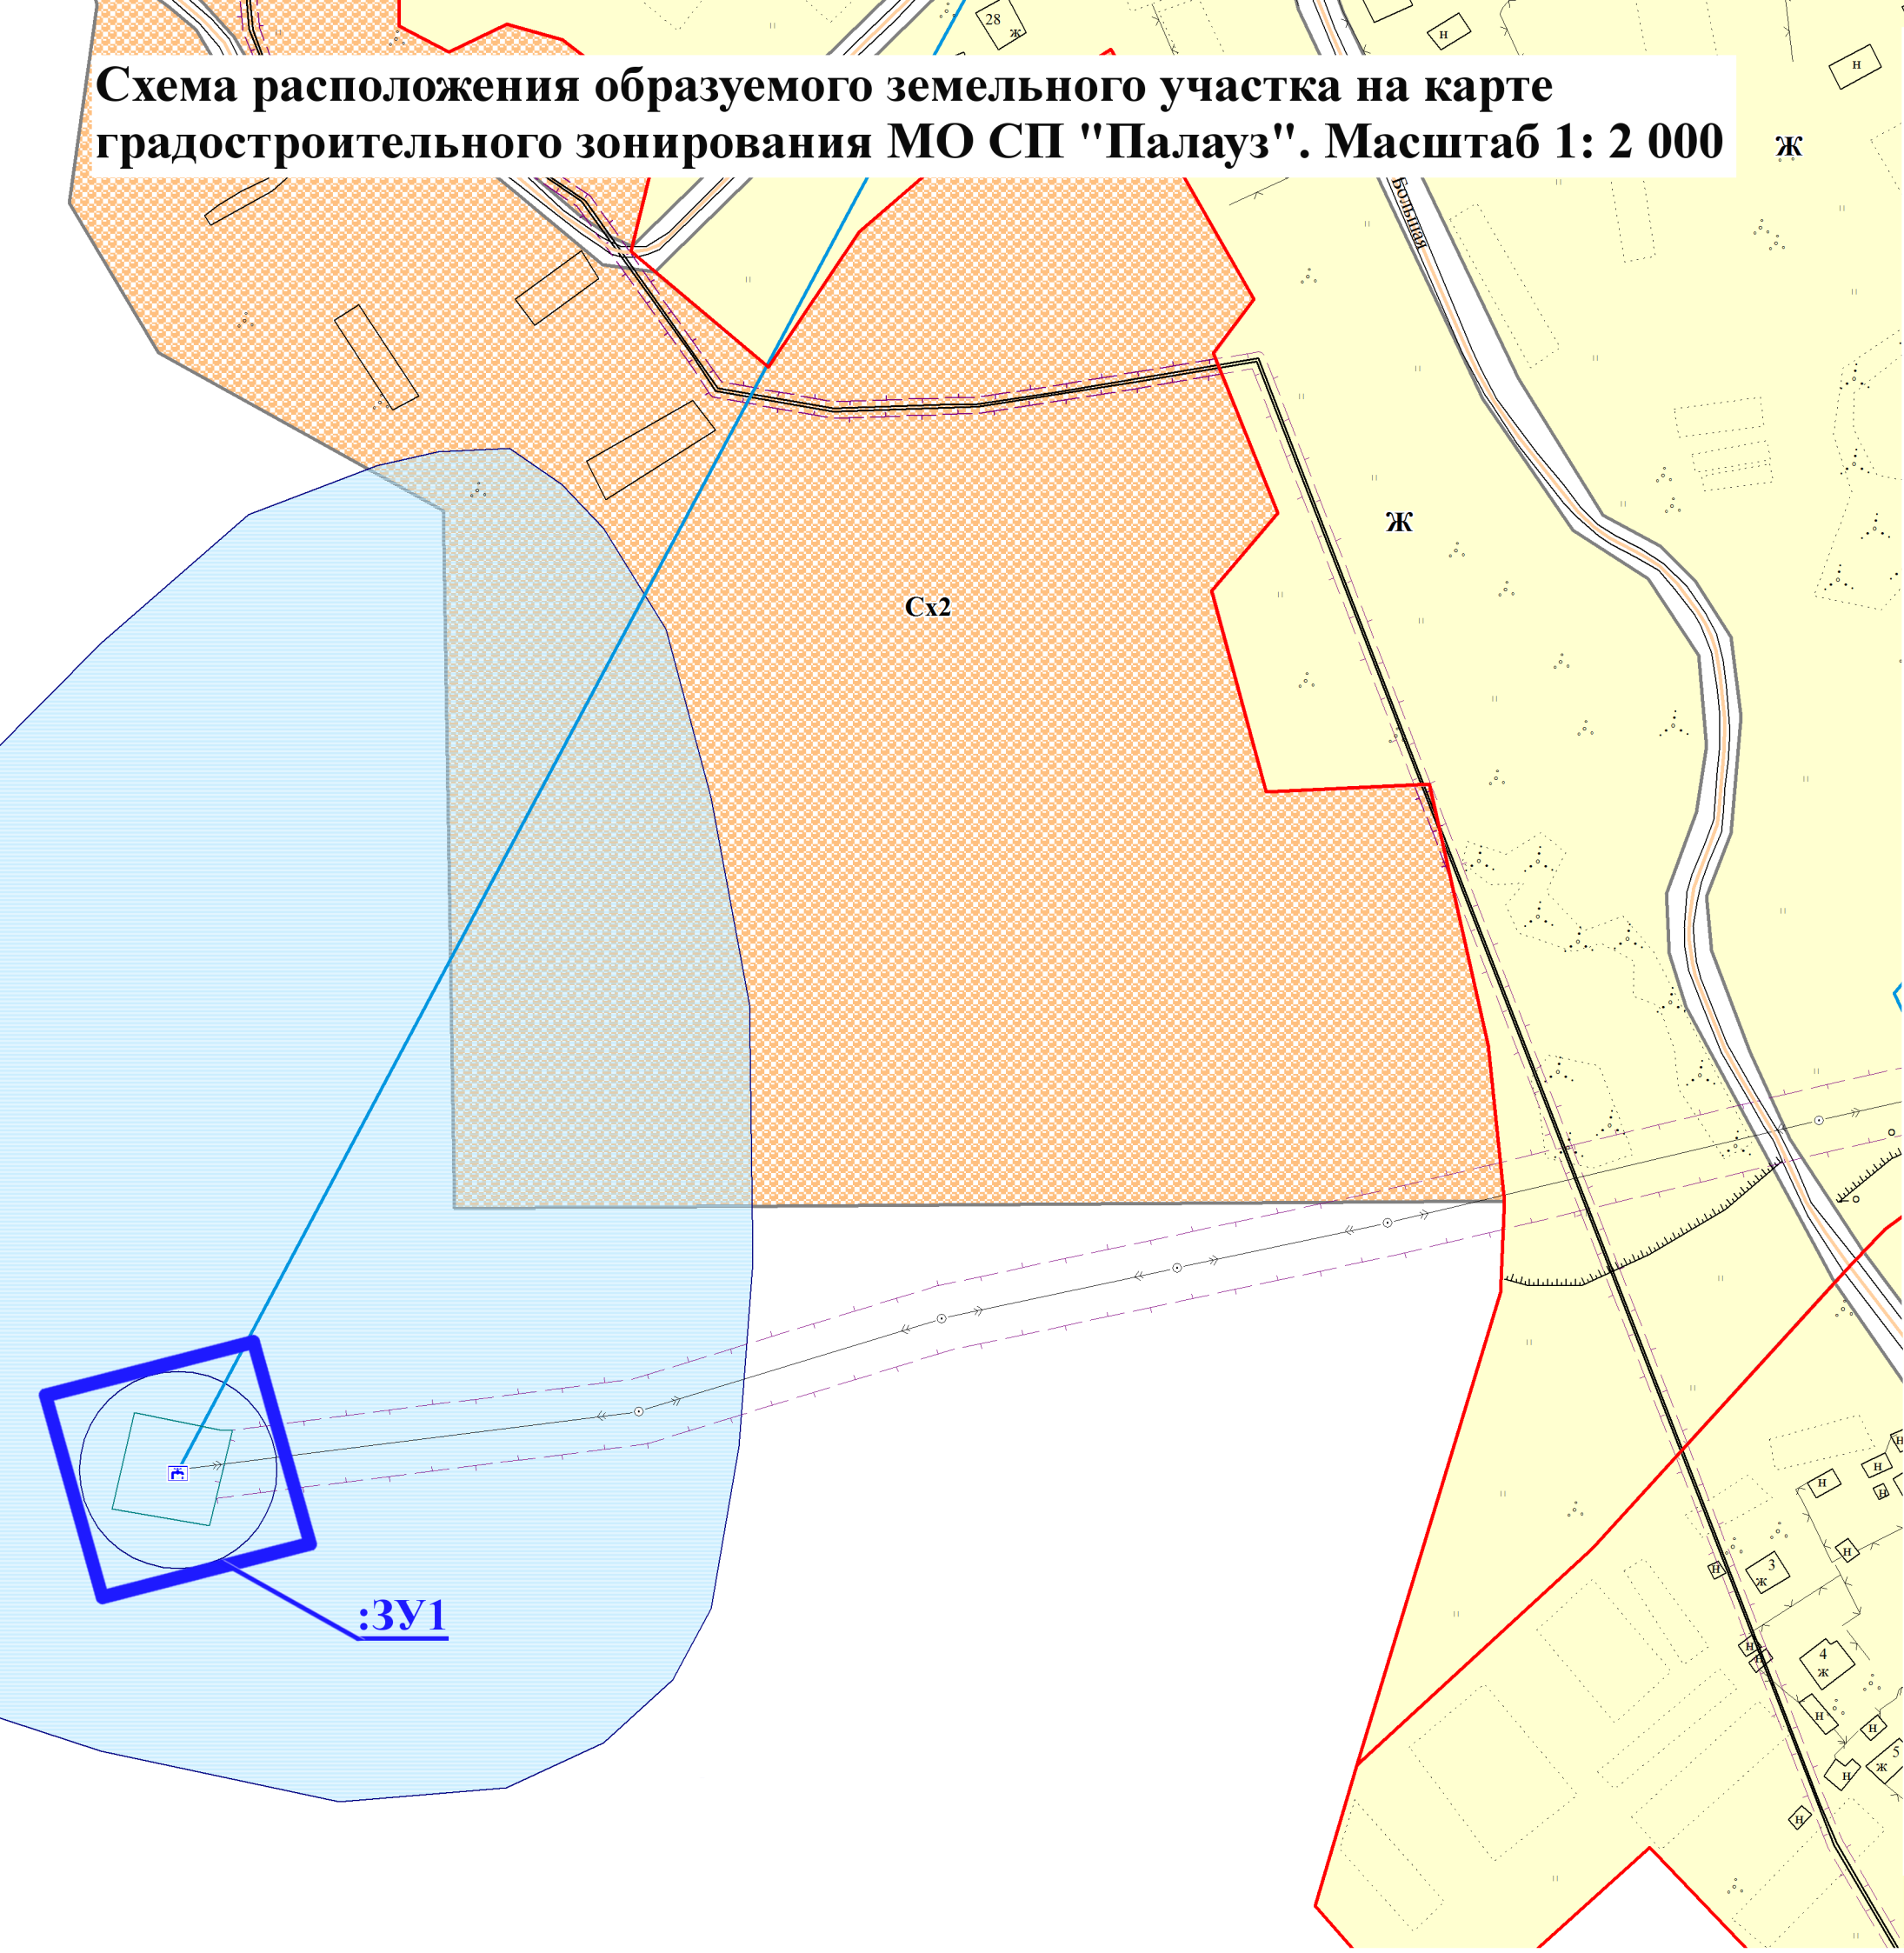 28
ж
н
н
Схема расположения образуемого земельного участка на карте
градостроительного зонирования МО СП "Палауз". Масштаб 1: 2 000
Ж
Большая
Ж
Сх2
:ЗУ1
н
н
н
н
н
н
3
ж
н
н
4
ж
н
н
5
ж
н
н